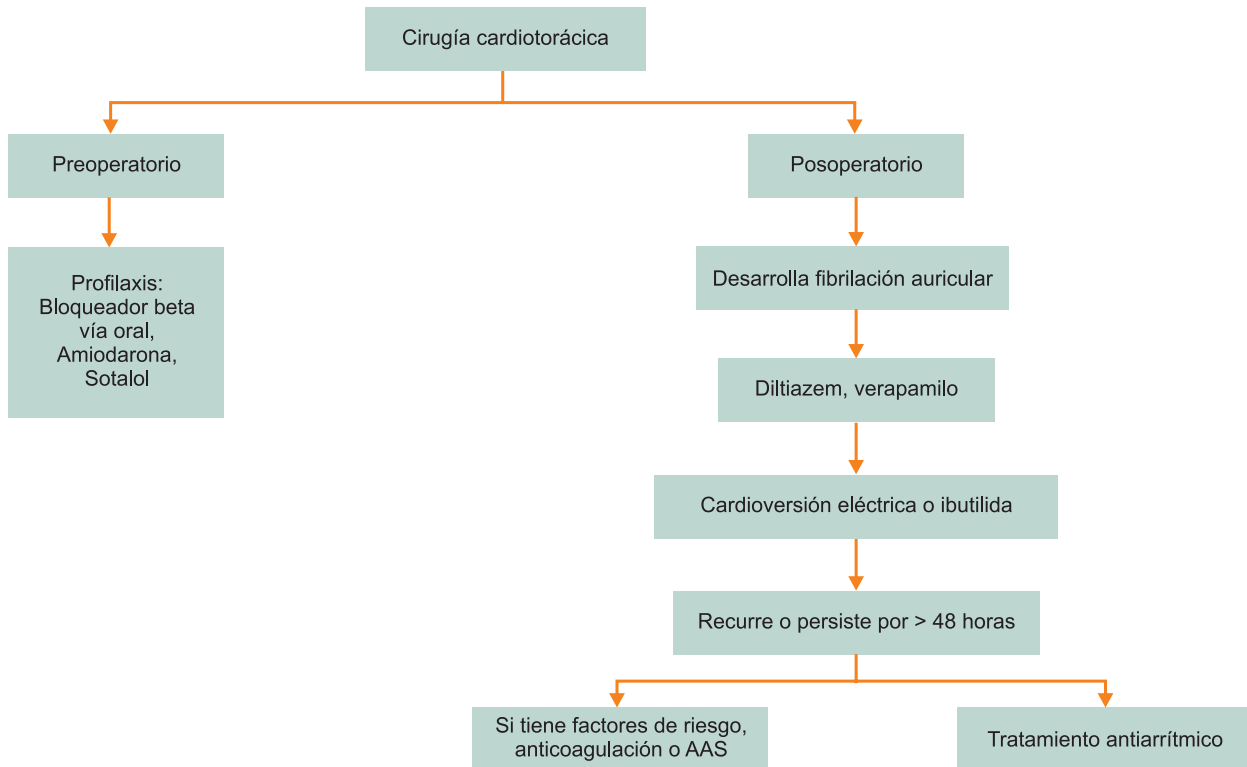 Cirugía cardiotorácica
Preoperatorio
Posoperatorio
Profilaxis:
Bloqueador beta
vía oral,
Amiodarona,
Sotalol
Desarrolla fibrilación auricular
Diltiazem, verapamilo
Cardioversión eléctrica o ibutilida
Recurre o persiste por > 48 horas
Si tiene factores de riesgo,
anticoagulación o AAS
Tratamiento antiarrítmico